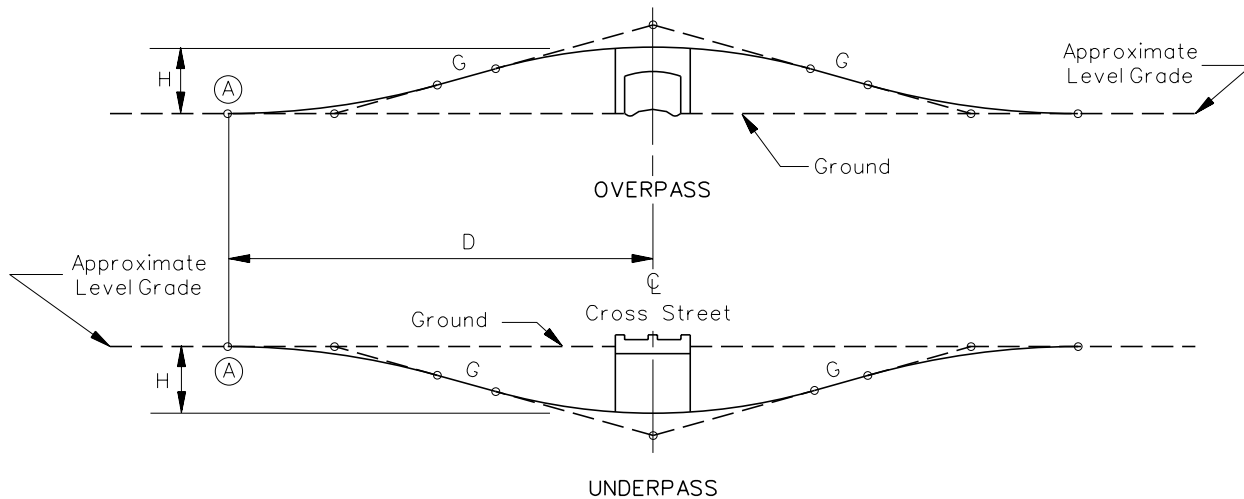 G
G
H
A
Approximate
Level Grade
Ground
OVERPASS
D
Approximate
Level Grade
℄
Cross Street
Ground
H
A
G
G
UNDERPASS